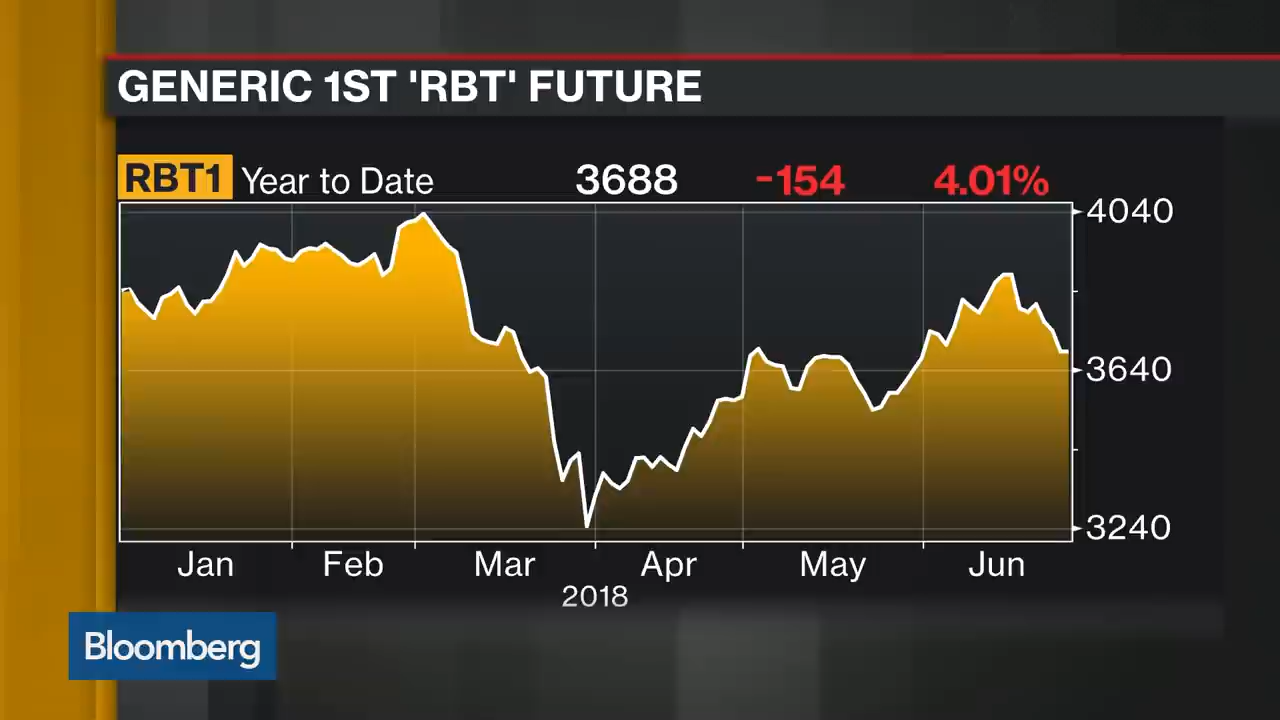 GENERIC 1ST 'RBT' FUTURE
RBT1 Year to Date 3688 -154 4.01%
4040
3640
3240
Jan Feb Mar Apr May Jun
2018
Bloomberg